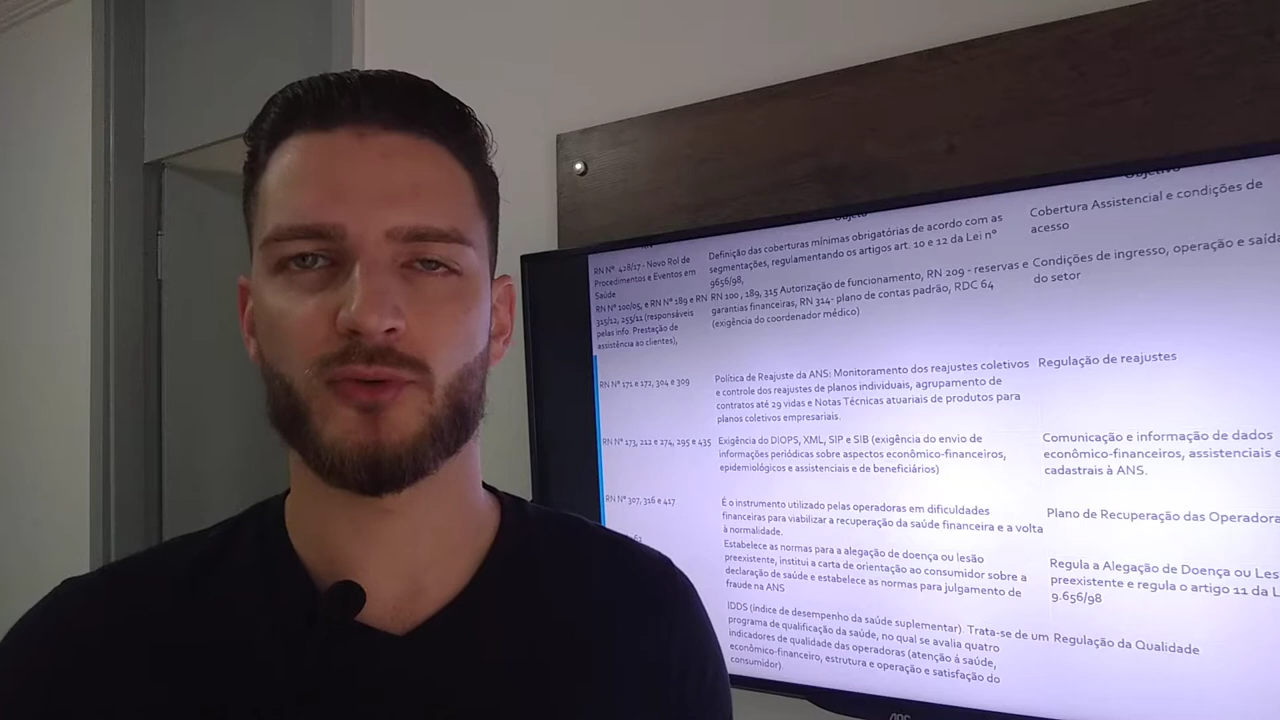 Objeto
Objetivo
RN
RN Nº 428/17 - Novo Rol de
Procedimentos e Eventos em
Saúde
Definição das coberturas mínimas obrigatórias de acordo com as
segmentações, regulamentando os artigos art. 10 e 12 da Lei nº
9656/98,
Cobertura Assistencial e condições de
acesso
RN Nº 100/05, e RN Nº 189 e RN
315/12, 255/11 (responsáveis
pelas info. Prestação de
assistência ao clientes),
RN 100, 189, 315 Autorização de funcionamento, RN 209 - reservas e
garantias financeiras, RN 314- plano de contas padrão, RDC 64
(exigência do coordenador médico)
Condições de ingresso, operação e saída
do setor
RN Nº 171 e 172, 304 e 309
Política de Reajuste da ANS: Monitoramento dos reajustes coletivos
e controle dos reajustes de planos individuais, agrupamento de
contratos até 29 vidas e Notas Técnicas atuariais de produtos para
planos coletivos empresariais.
Regulação de reajustes
RN Nº 173, 212 e 274, 295 e 435
Exigência do DIOPS, XML, SIP e SIB (exigência do envio de
informações periódicas sobre aspectos econômico-financeiros,
epidemiológicos e assistenciais e de beneficiários)
Comunicação e informação de dados
econômico-financeiros, assistenciais e
cadastrais à ANS.
RN Nº 307, 316 e 417
É o instrumento utilizado pelas operadoras em dificuldades
financeiras para viabilizar a recuperação da saúde financeira e a volta
à normalidade.
Plano de Recuperação das Operadora
Estabelece as normas para a alegação de doença ou lesão
preexistente, institui a carta de orientação ao consumidor sobre a
declaração de saúde e estabelece as normas para julgamento de
fraude na ANS
Regula a Alegação de Doença ou Les
preexistente e regula o artigo 11 da L
9.656/98
IDDS (índice de desempenho da saúde suplementar). Trata-se de um
programa de qualificação da saúde, no qual se avalia quatro
indicadores de qualidade das operadoras (atenção à saúde,
econômico-financeiro, estrutura e operação e satisfação do
consumidor).
Regulação da Qualidade
AOC